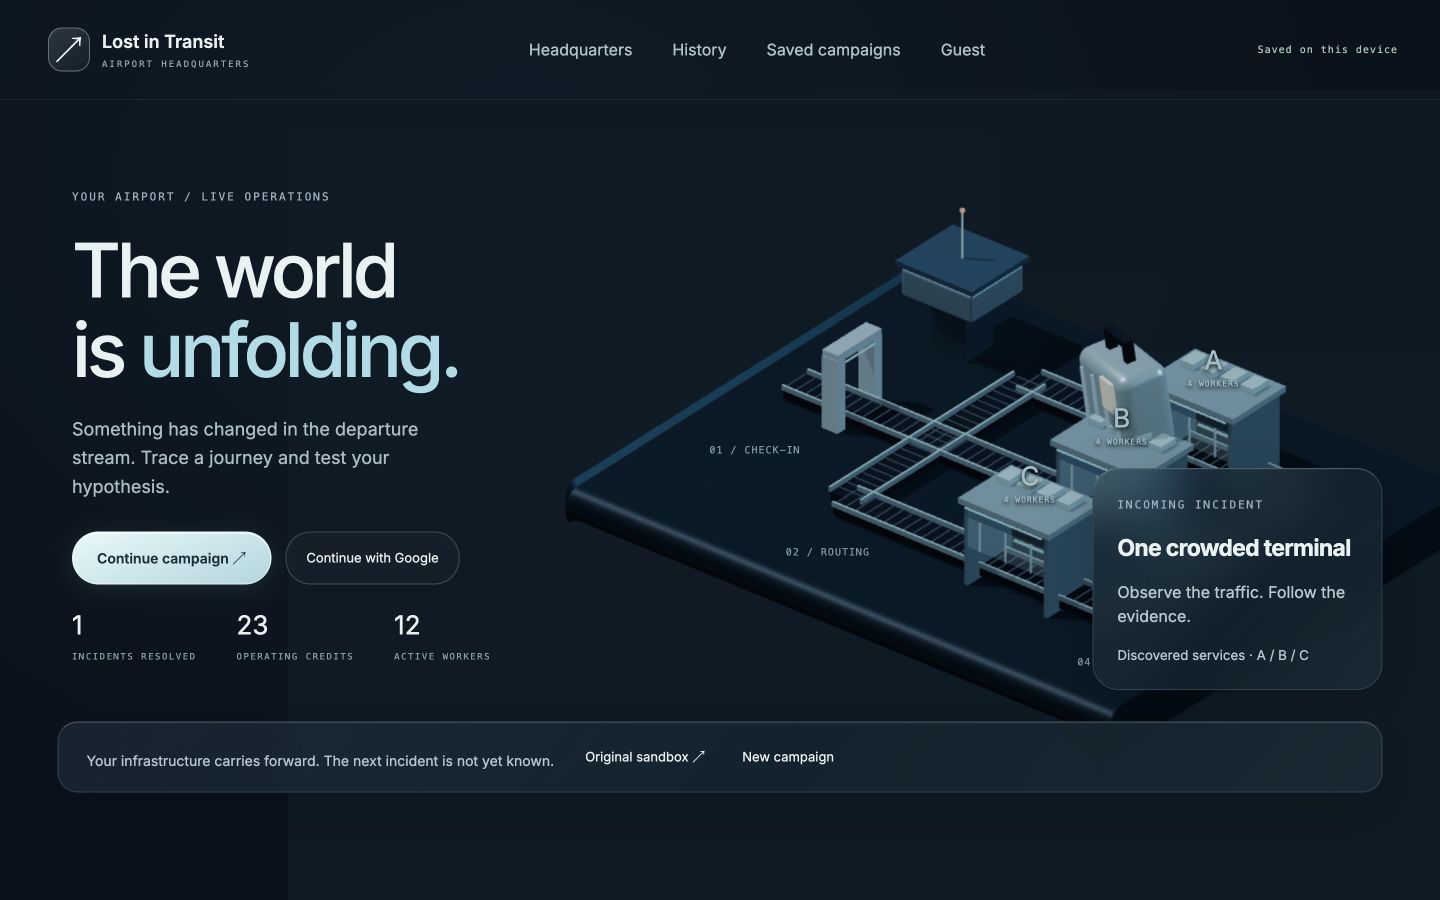 Lost in Transit
AIRPORT HEADQUARTERS
Headquarters
History
Saved campaigns
Guest
Saved on this device
YOUR AIRPORT / LIVE OPERATIONS
The world
is unfolding.
Something has changed in the departure
stream. Trace a journey and test your
hypothesis.
Continue campaign ↗
Continue with Google
1
INCIDENTS RESOLVED
23
OPERATING CREDITS
12
ACTIVE WORKERS
A
4 WORKERS
B
4 WORKERS
C
4 WORKERS
01 / CHECK-IN
02 / ROUTING
04
INCOMING INCIDENT
One crowded terminal
Observe the traffic. Follow the
evidence.
Discovered services · A / B / C
Your infrastructure carries forward. The next incident is not yet known.
Original sandbox ↗
New campaign